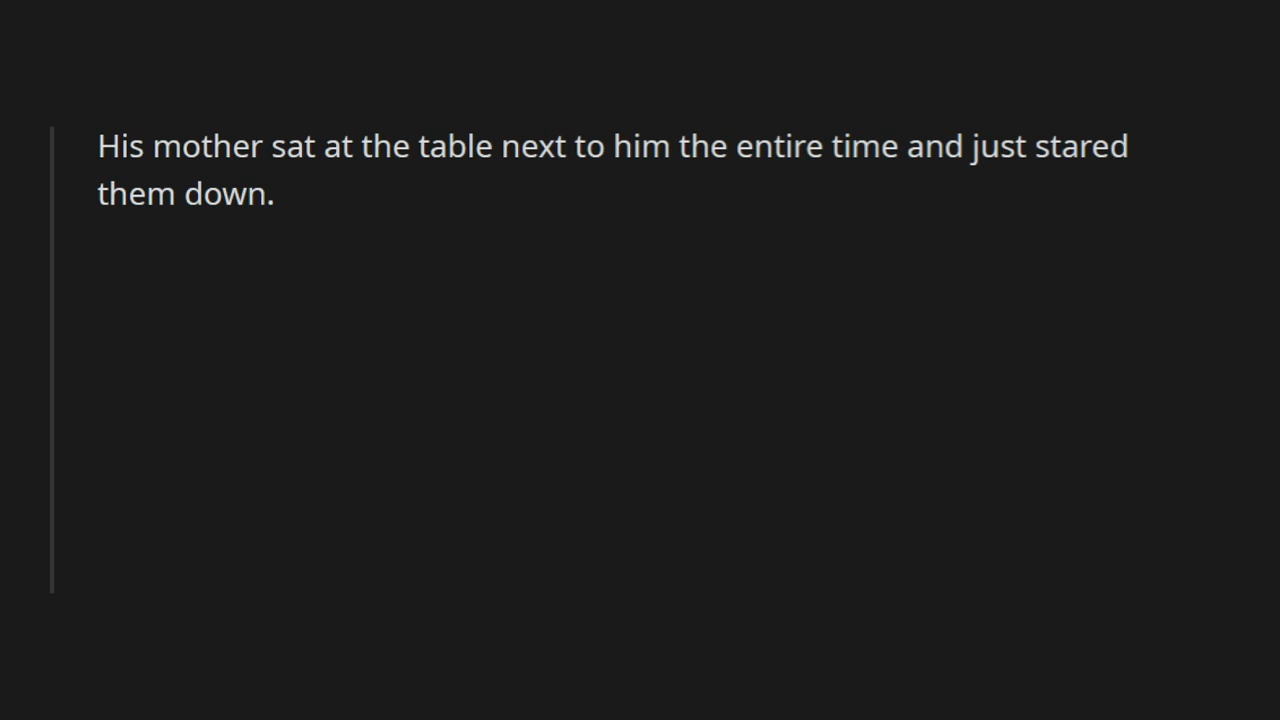 His mother sat at the table next to him the entire time and just stared
them down.